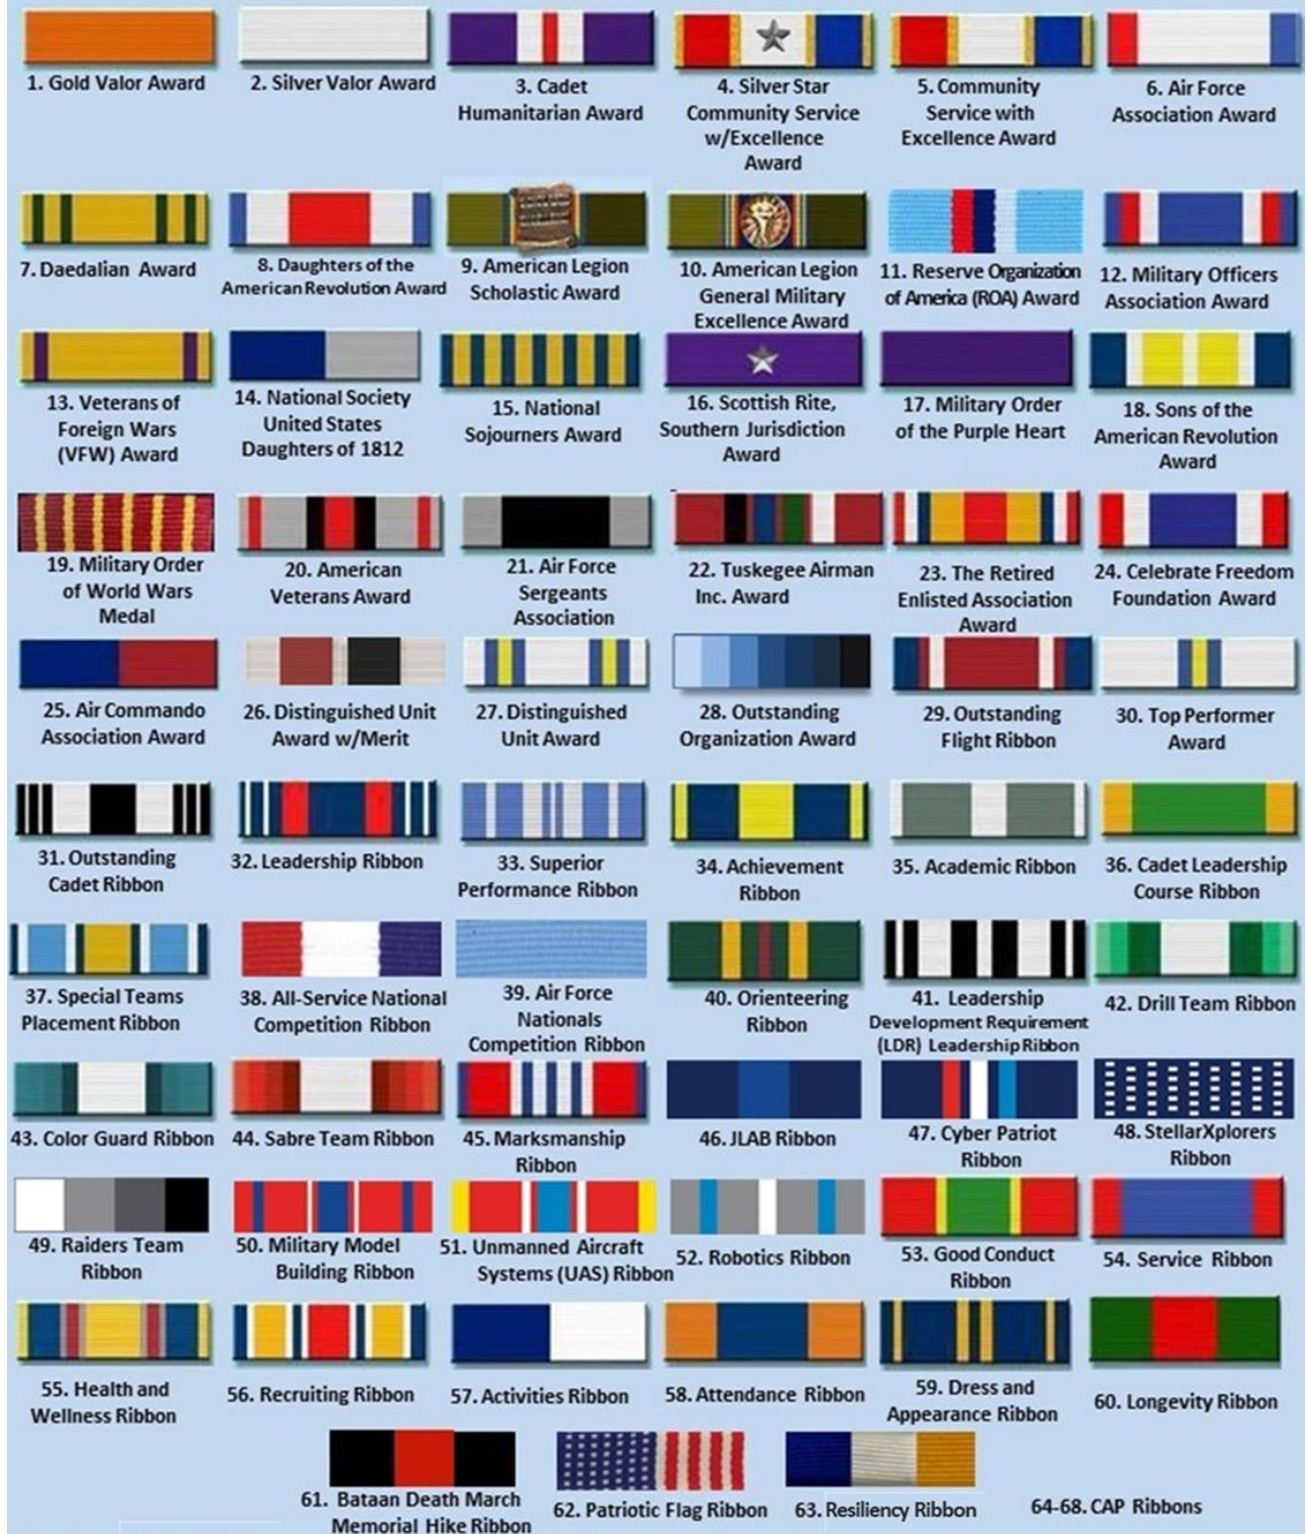 1. Gold Valor Award
2. Silver Valor Award
3. Cadet
Humanitarian Award
4. Silver Star
Community Service
w/Excellence
Award
5. Community
Service with
Excellence Award
6. Air Force
Association Award
7. Daedalian Award
8. Daughters of the
American Revolution Award
9. American Legion
Scholastic Award
10. American Legion
General Military
Excellence Award
11. Reserve Organization
of America (ROA) Award
12. Military Officers
Association Award
13. Veterans of
Foreign Wars
(VFW) Award
14. National Society
United States
Daughters of 1812
15. National
Sojourners Award
16. Scottish Rite,
Southern Jurisdiction
Award
17. Military Order
of the Purple Heart
18. Sons of the
American Revolution
Award
19. Military Order
of World Wars
Medal
20. American
Veterans Award
21. Air Force
Sergeants
Association
22. Tuskegee Airman
Inc. Award
23. The Retired
Enlisted Association
Award
24. Celebrate Freedom
Foundation Award
25. Air Commando
Association Award
26. Distinguished Unit
Award w/Merit
27. Distinguished
Unit Award
28. Outstanding
Organization Award
29. Outstanding
Flight Ribbon
30. Top Performer
Award
31. Outstanding
Cadet Ribbon
32. Leadership Ribbon
33. Superior
Performance Ribbon
34. Achievement
Ribbon
35. Academic Ribbon
36. Cadet Leadership
Course Ribbon
37. Special Teams
Placement Ribbon
38. All-Service National
Competition Ribbon
39. Air Force
Nationals
Competition Ribbon
40. Orienteering
Ribbon
41. Leadership
Development Requirement
(LDR) Leadership Ribbon
42. Drill Team Ribbon
43. Color Guard Ribbon
44. Sabre Team Ribbon
45. Marksmanship
Ribbon
46. JLAB Ribbon
47. Cyber Patriot
Ribbon
48. StellarXplorers
Ribbon
49. Raiders Team
Ribbon
50. Military Model
Building Ribbon
51. Unmanned Aircraft
Systems (UAS) Ribbon
52. Robotics Ribbon
53. Good Conduct
Ribbon
54. Service Ribbon
55. Health and
Wellness Ribbon
56. Recruiting Ribbon
57. Activities Ribbon
58. Attendance Ribbon
59. Dress and
Appearance Ribbon
60. Longevity Ribbon
61. Bataan Death March
Memorial Hike Ribbon
62. Patriotic Flag Ribbon
63. Resiliency Ribbon
64-68. CAP Ribbons